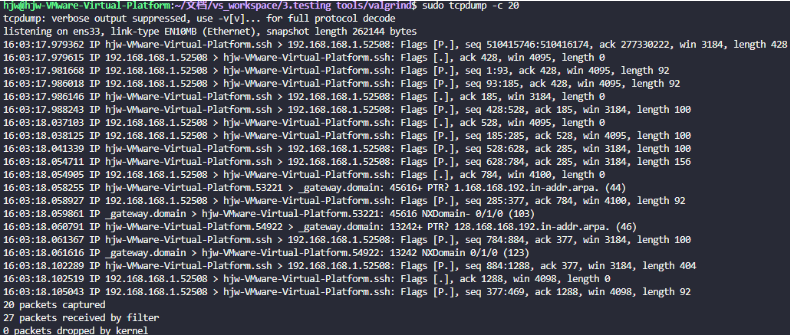 hjw@hjw-VMware-Virtual-Platform:~/文档/vs_workspace/3.testing tools/valgrind$ sudo tcpdump -c 20
tcpdump: verbose output suppressed, use -v[v]... for full protocol decode
listening on ens33, link-type EN10MB (Ethernet), snapshot length 262144 bytes
16:03:17.979362 IP hjw-VMware-Virtual-Platform.ssh > 192.168.168.1.52508: Flags [P.], seq 510415746:510416174, ack 277330222, win 3184, length 428
16:03:17.979615 IP 192.168.168.1.52508 > hjw-VMware-Virtual-Platform.ssh: Flags [.], ack 428, win 4095, length 0
16:03:17.981668 IP 192.168.168.1.52508 > hjw-VMware-Virtual-Platform.ssh: Flags [P.], seq 1:93, ack 428, win 4095, length 92
16:03:17.986018 IP 192.168.168.1.52508 > hjw-VMware-Virtual-Platform.ssh: Flags [P.], seq 93:185, ack 428, win 4095, length 92
16:03:17.986146 IP hjw-VMware-Virtual-Platform.ssh > 192.168.168.1.52508: Flags [.], ack 185, win 3184, length 0
16:03:17.988243 IP hjw-VMware-Virtual-Platform.ssh > 192.168.168.1.52508: Flags [P.], seq 428:528, ack 185, win 3184, length 100
16:03:18.037103 IP 192.168.168.1.52508 > hjw-VMware-Virtual-Platform.ssh: Flags [.], ack 528, win 4095, length 0
16:03:18.038125 IP 192.168.168.1.52508 > hjw-VMware-Virtual-Platform.ssh: Flags [P.], seq 185:285, ack 528, win 4095, length 100
16:03:18.041339 IP hjw-VMware-Virtual-Platform.ssh > 192.168.168.1.52508: Flags [P.], seq 528:628, ack 285, win 3184, length 100
16:03:18.054711 IP hjw-VMware-Virtual-Platform.ssh > 192.168.168.1.52508: Flags [P.], seq 628:784, ack 285, win 3184, length 156
16:03:18.054905 IP 192.168.168.1.52508 > hjw-VMware-Virtual-Platform.ssh: Flags [.], ack 784, win 4100, length 0
16:03:18.058255 IP hjw-VMware-Virtual-Platform.53221 > _gateway.domain: 45616+ PTR? 1.168.168.192.in-addr.arpa. (44)
16:03:18.058927 IP 192.168.168.1.52508 > hjw-VMware-Virtual-Platform.ssh: Flags [P.], seq 285:377, ack 784, win 4100, length 92
16:03:18.059861 IP _gateway.domain > hjw-VMware-Virtual-Platform.53221: 45616 NXDomain- 0/1/0 (103)
16:03:18.060791 IP hjw-VMware-Virtual-Platform.54922 > _gateway.domain: 13242+ PTR? 128.168.168.192.in-addr.arpa. (46)
16:03:18.061367 IP hjw-VMware-Virtual-Platform.ssh > 192.168.168.1.52508: Flags [P.], seq 784:884, ack 377, win 3184, length 100
16:03:18.061616 IP _gateway.domain > hjw-VMware-Virtual-Platform.54922: 13242 NXDomain 0/1/0 (123)
16:03:18.102289 IP hjw-VMware-Virtual-Platform.ssh > 192.168.168.1.52508: Flags [P.], seq 884:1288, ack 377, win 3184, length 404
16:03:18.102519 IP 192.168.168.1.52508 > hjw-VMware-Virtual-Platform.ssh: Flags [.], ack 1288, win 4098, length 0
16:03:18.105043 IP 192.168.168.1.52508 > hjw-VMware-Virtual-Platform.ssh: Flags [P.], seq 377:469, ack 1288, win 4098, length 92
20 packets captured
27 packets received by filter
0 packets dropped by kernel